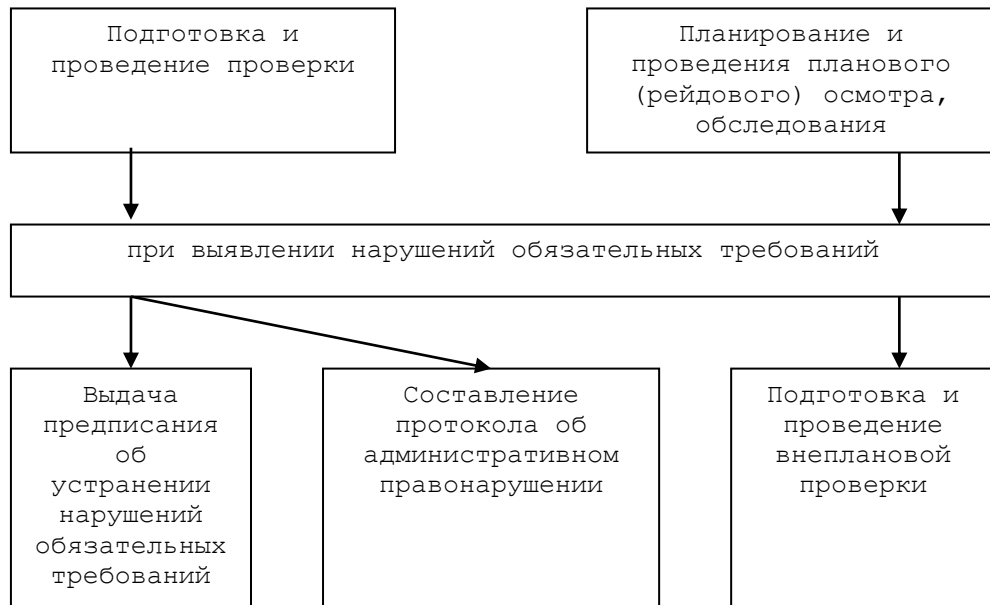 Подготовка и
проведение проверки
Планирование и
проведения планового
(рейдового) осмотра,
обследования
при выявлении нарушений обязательных требований
Выдача
предписания
об
устранении
нарушений
обязательных
требований
Составление
протокола об
административном
правонарушении
Подготовка и
проведение
внеплановой
проверки